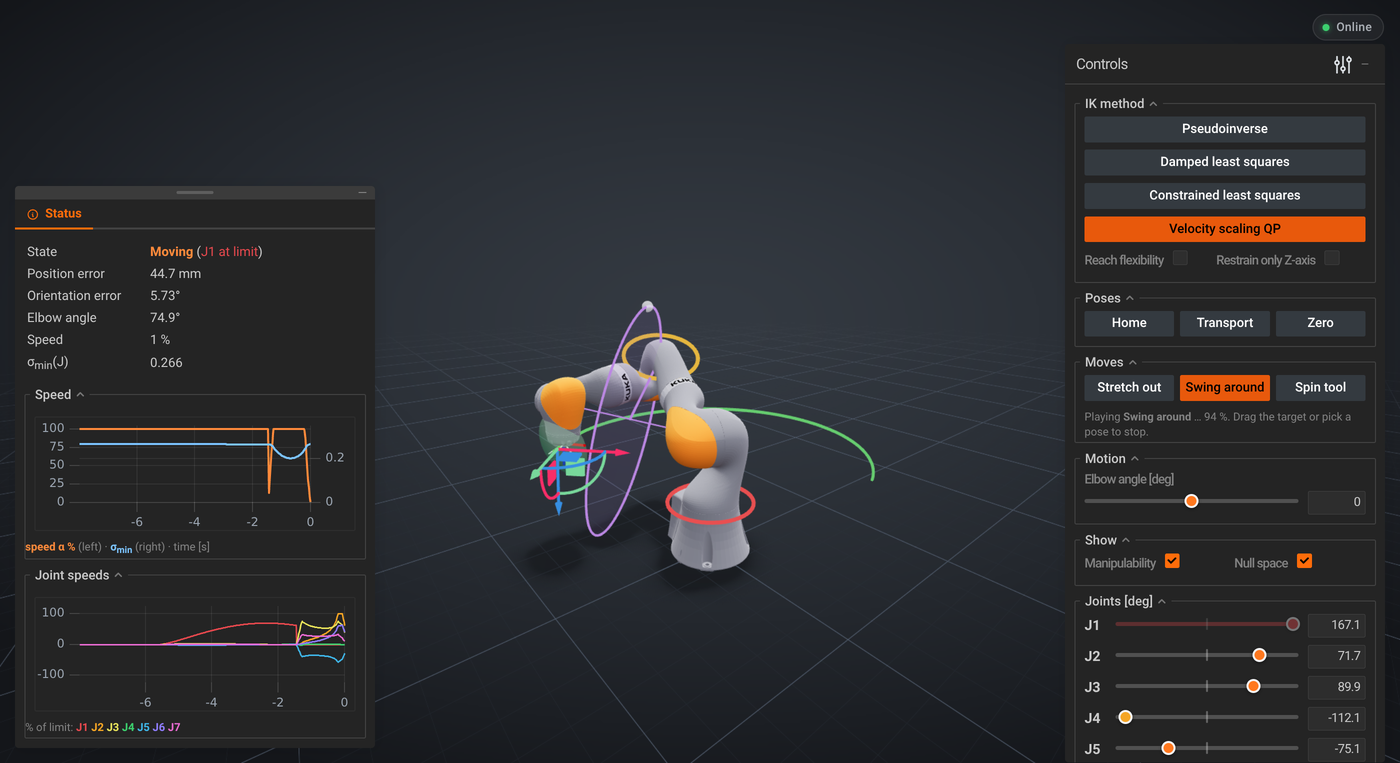 Online
Controls
IK method
Pseudoinverse
Damped least squares
Constrained least squares
Velocity scaling QP
Reach flexibility
Restrain only Z-axis
Poses
Home Transport Zero
Moves
Stretch out Swing around Spin tool
Playing Swing around ... 94 %. Drag the target or pick a
pose to stop.
Motion
Elbow angle [deg]
0
Show
Manipulability
Null space
Joints [deg]
J1 167.1
J2 71.7
J3 89.9
J4 -112.1
J5 -75.1
Status
State Moving (J1 at limit)
Position error 44.7 mm
Orientation error 5.73°
Elbow angle 74.9°
Speed 1 %
σmin(J) 0.266
Speed
100
75
50
25
0
0.2
0
-6 -4 -2 0
speed α % (left) · σmin (right) · time [s]
Joint speeds
100
0
-100
-6 -4 -2 0
% of limit: J1 J2 J3 J4 J5 J6 J7
KUKA
KUKA